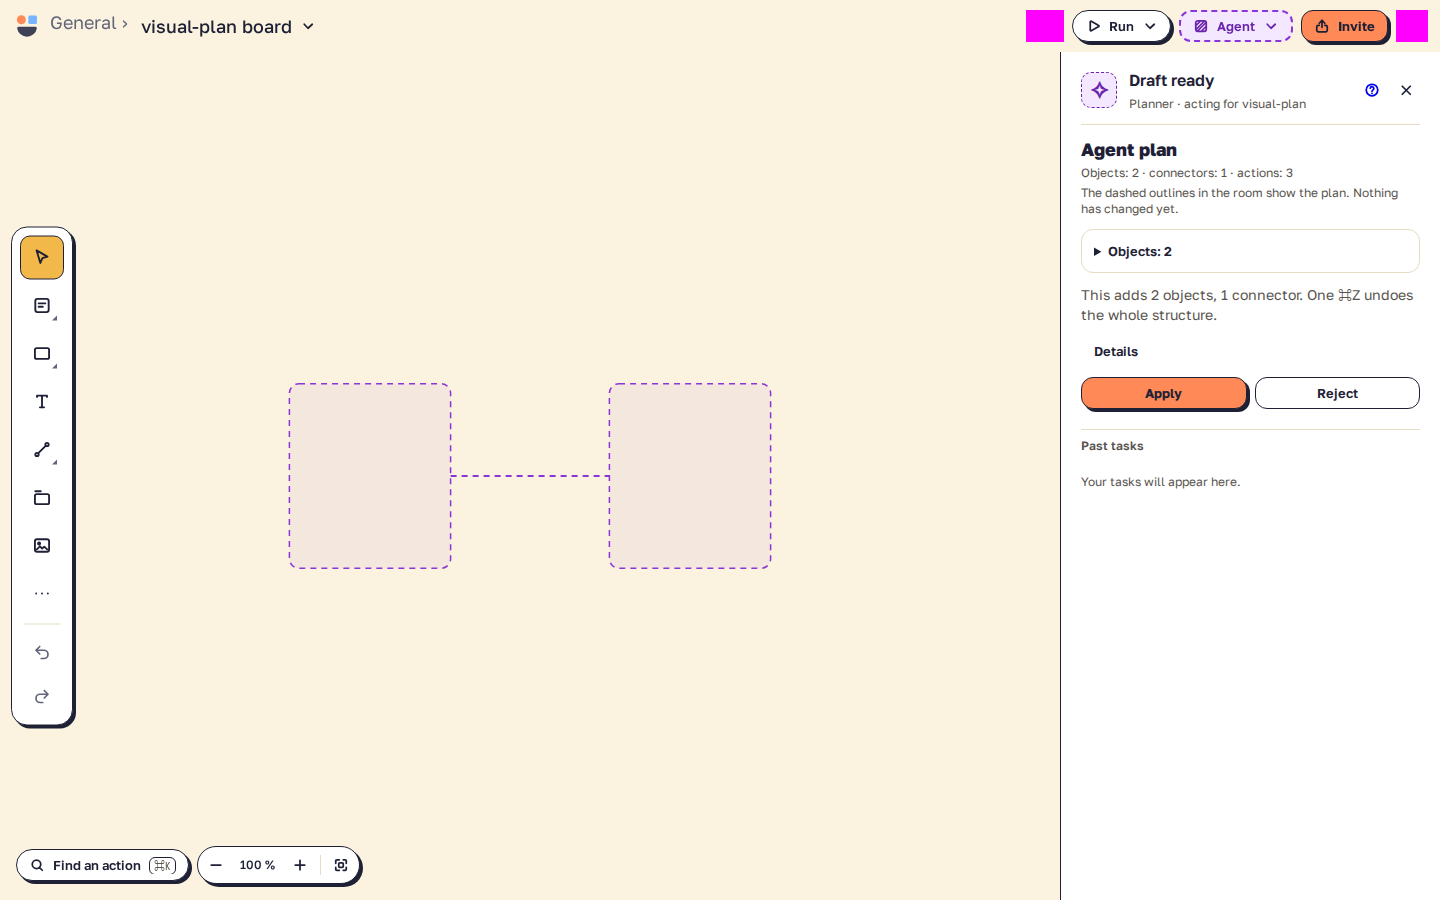 General ›
visual-plan board
Run
Agent
Invite
Draft ready
Planner · acting for visual-plan
Agent plan
Objects: 2 · connectors: 1 · actions: 3
The dashed outlines in the room show the plan. Nothing
has changed yet.
Objects: 2
This adds 2 objects, 1 connector. One ⌘Z undoes
the whole structure.
Details
Apply
Reject
Past tasks
Your tasks will appear here.
Find an action ⌘K
100 %